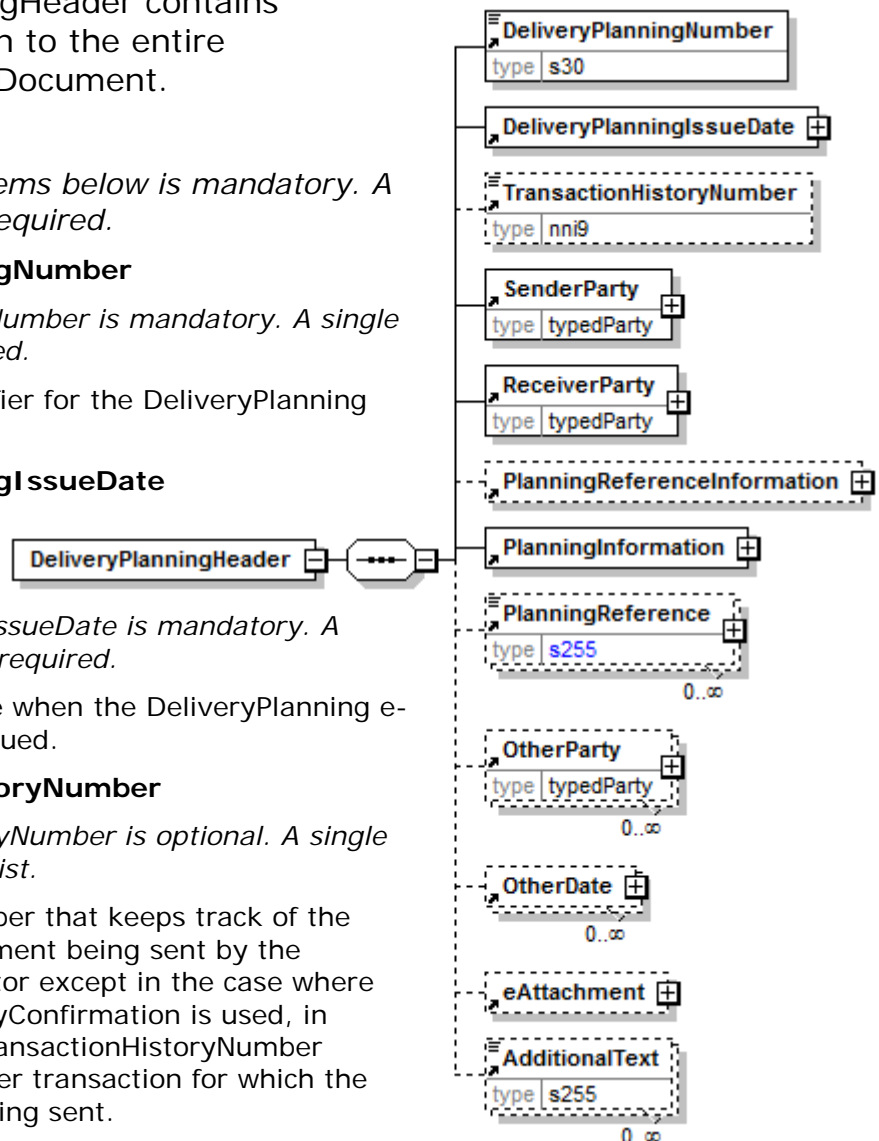 gHeader contains
n to the entire
Document.
ems below is mandatory. A
equired.
gNumber
Number is mandatory. A single
ed.
fier for the DeliveryPlanning
gIssueDate
ssueDate is mandatory. A
required.
e when the DeliveryPlanning e-
ued.
oryNumber
yNumber is optional. A single
ist.
ber that keeps track of the
ment being sent by the
tor except in the case where
yConfirmation is used, in
ansactionHistoryNumber
er transaction for which the
ing sent.
DeliveryPlanningHeader
DeliveryPlanningNumber
type s30
DeliveryPlanningIssueDate
TransactionHistoryNumber
type nni9
SenderParty
type typedParty
ReceiverParty
type typedParty
PlanningReferenceInformation
PlanningInformation
PlanningReference
type s255
0..∞
OtherParty
type typedParty
0..∞
OtherDate
0..∞
eAttachment
AdditionalText
type s255
0..∞